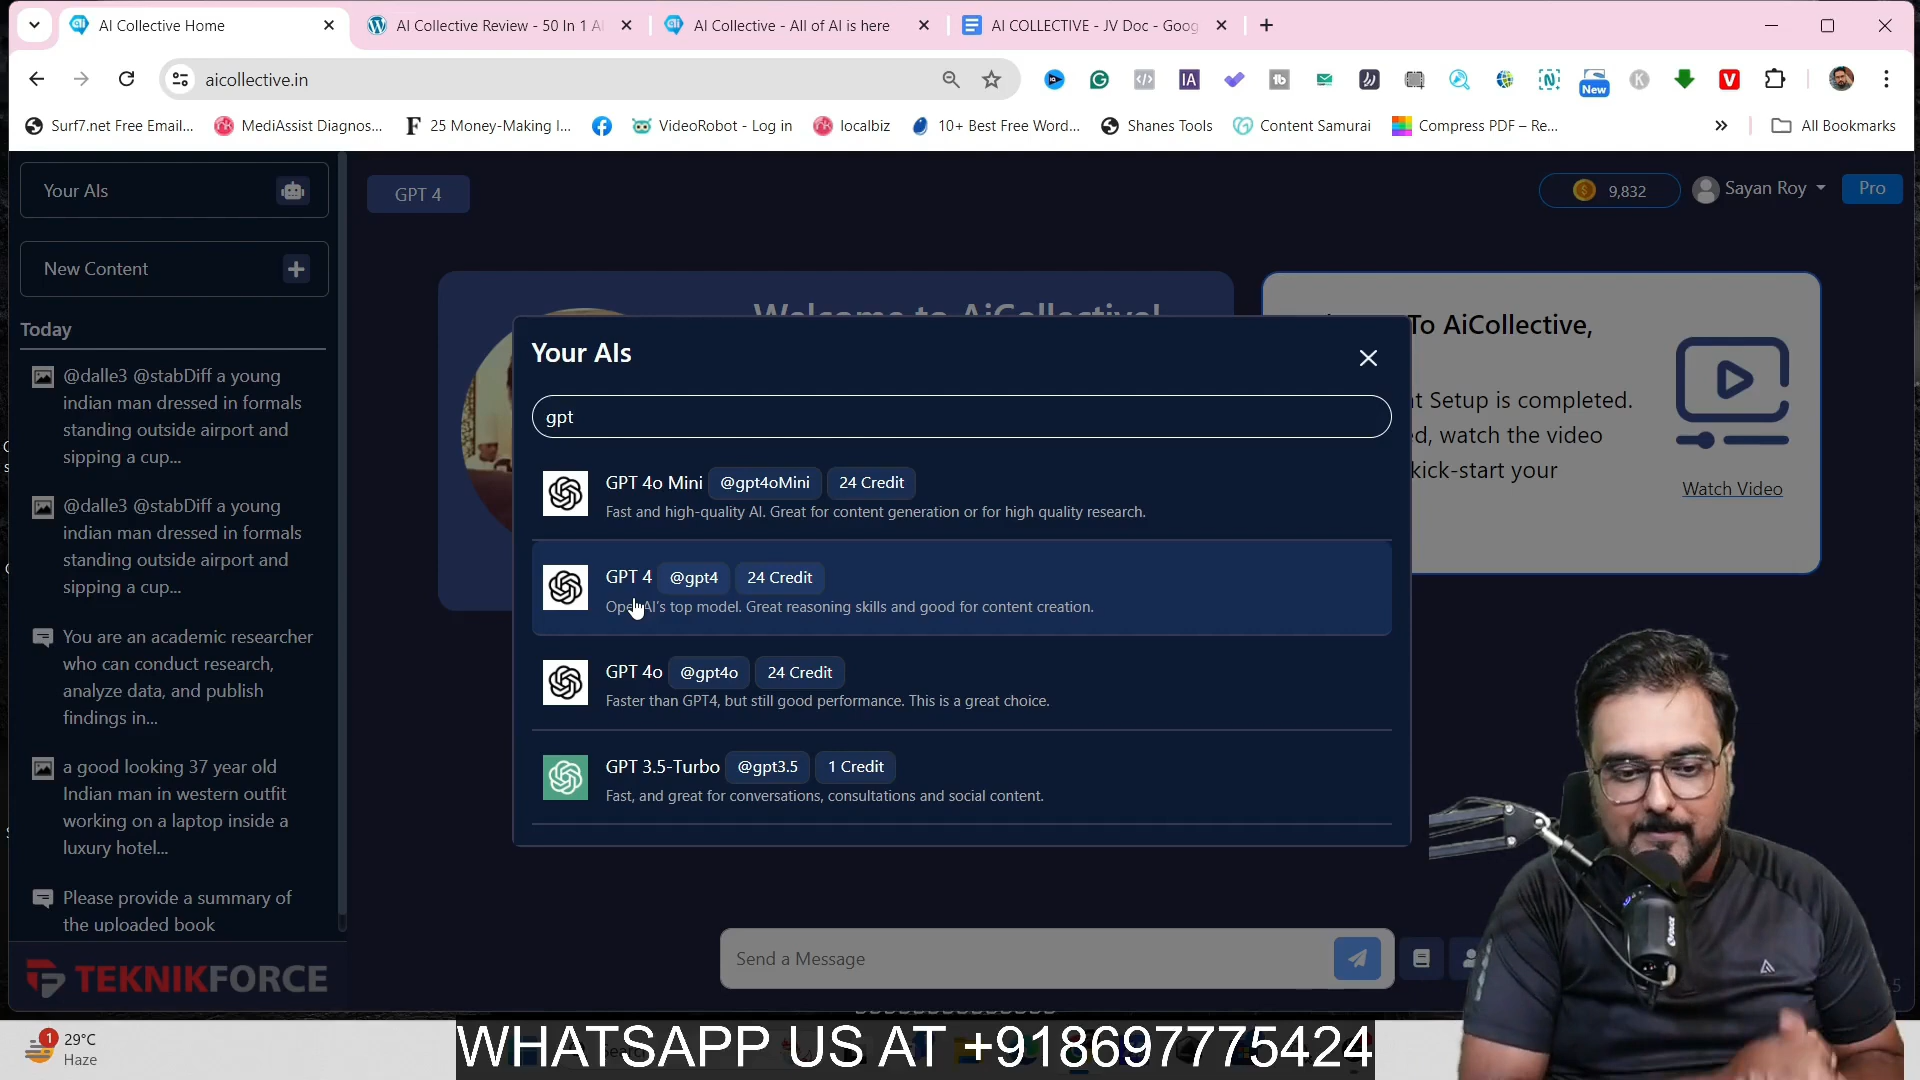 AI Collective Home
AI Collective Review - 50 In 1 A
AI Collective - All of AI is here
AI COLLECTIVE - JV Doc - Goog
aicollective.in
New
Surf7.net Free Email...
MediAssist Diagnos...
25 Money-Making I...
VideoRobot - Log in
localbiz
10+ Best Free Word...
Shanes Tools
Content Samurai
Compress PDF – Re...
All Bookmarks
Your AIs
GPT 4
9,832
Sayan Roy
Pro
New Content
Today
@dalle3 @stabDiff a young
indian man dressed in formals
standing outside airport and
sipping a cup...
@dalle3 @stabDiff a young
indian man dressed in formals
standing outside airport and
sipping a cup...
You are an academic researcher
who can conduct research,
analyze data, and publish
findings in...
a good looking 37 year old
Indian man in western outfit
working on a laptop inside a
luxury hotel...
Please provide a summary of
the uploaded book
TEKNIKFORCE
Welcome to AiCollective!
To AiCollective,
t Setup is completed.
ed, watch the video
kick-start your
Watch Video
Your AIs
gpt
GPT 4o Mini @gpt4oMini 24 Credit
Fast and high-quality AI. Great for content generation or for high quality research.
GPT 4 @gpt4 24 Credit
OpenAI's top model. Great reasoning skills and good for content creation.
GPT 4o @gpt4o 24 Credit
Faster than GPT4, but still good performance. This is a great choice.
GPT 3.5-Turbo @gpt3.5 1 Credit
Fast, and great for conversations, consultations and social content.
Send a Message
1
29°C
Haze
WHATSAPP US AT +918697775424